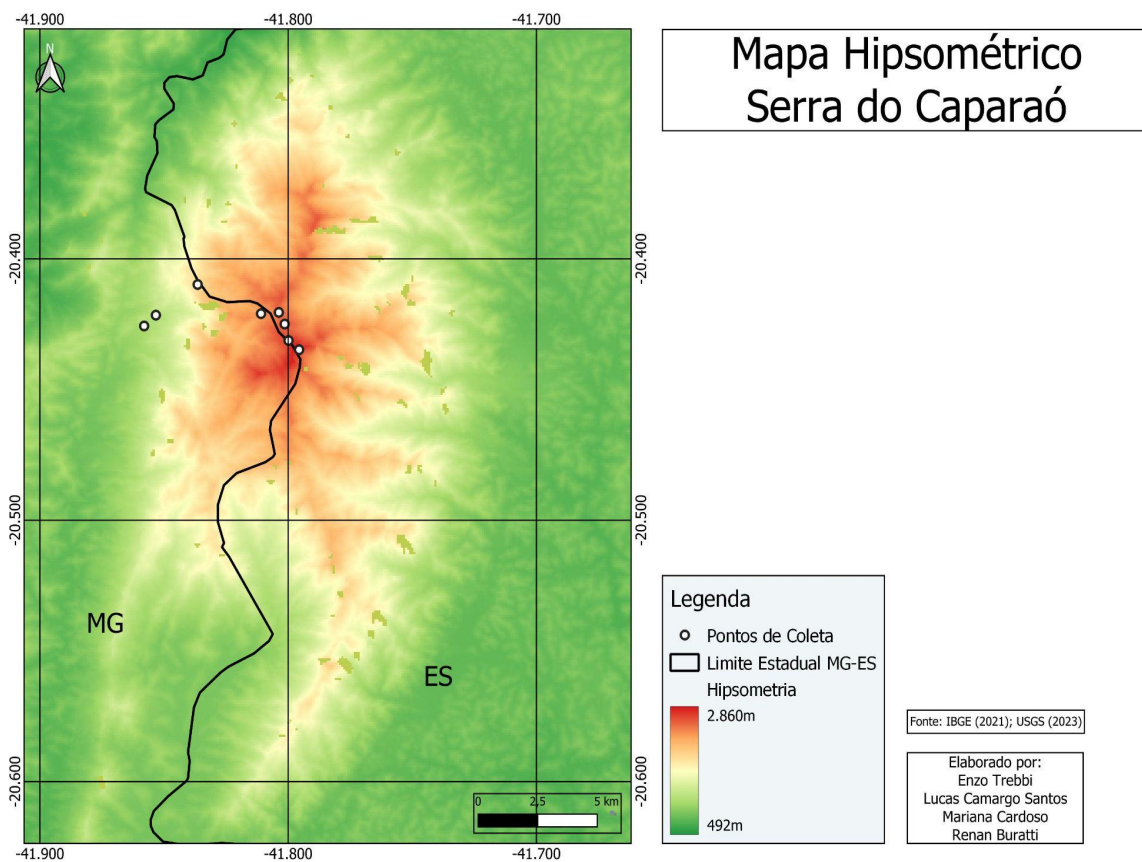 -41.900
-41.800
-41.700
N
Mapa Hipsométrico
Serra do Caparaó
-20.400
-20.400
-20.500
-20.500
MG
ES
Legenda
Pontos de Coleta
Limite Estadual MG-ES
Hipsometria
2.860m
492m
Fonte: IBGE (2021); USGS (2023)
Elaborado por:
Enzo Trebbi
Lucas Camargo Santos
Mariana Cardoso
Renan Buratti
-20.600
-20.600
0 2,5 5 km
-41.900
-41.800
-41.700